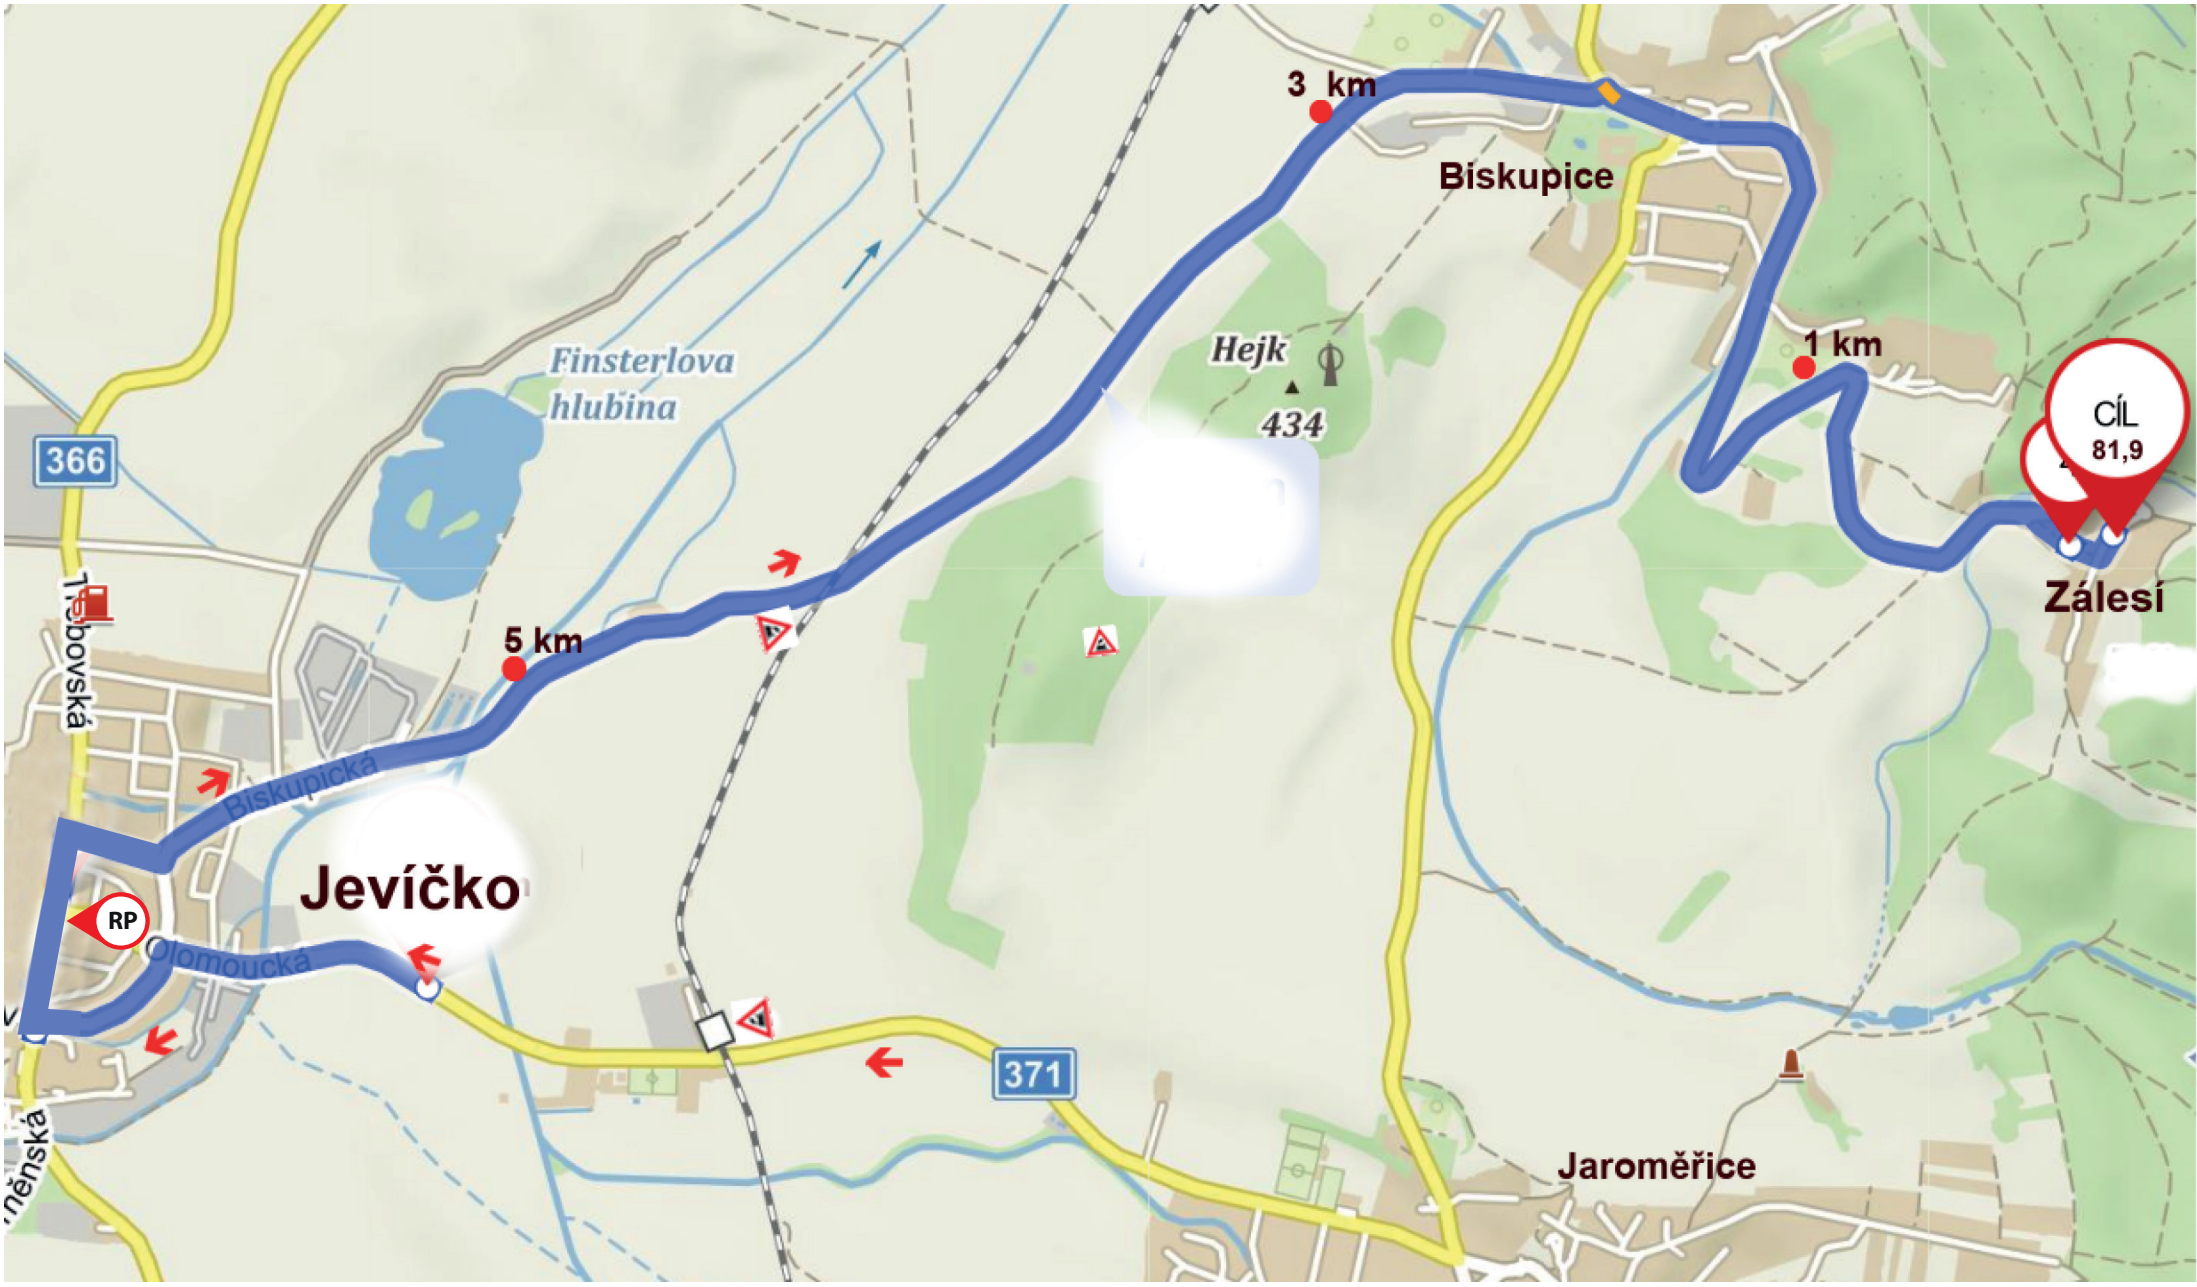 3 km
Biskupice
1 km
Hejk
434
Finsterlova
hlubina
CÍL
81,9
366
Zálesí
5 km
Biskupická
Jevíčko
RP
Olomoucká
371
Jaroměřice